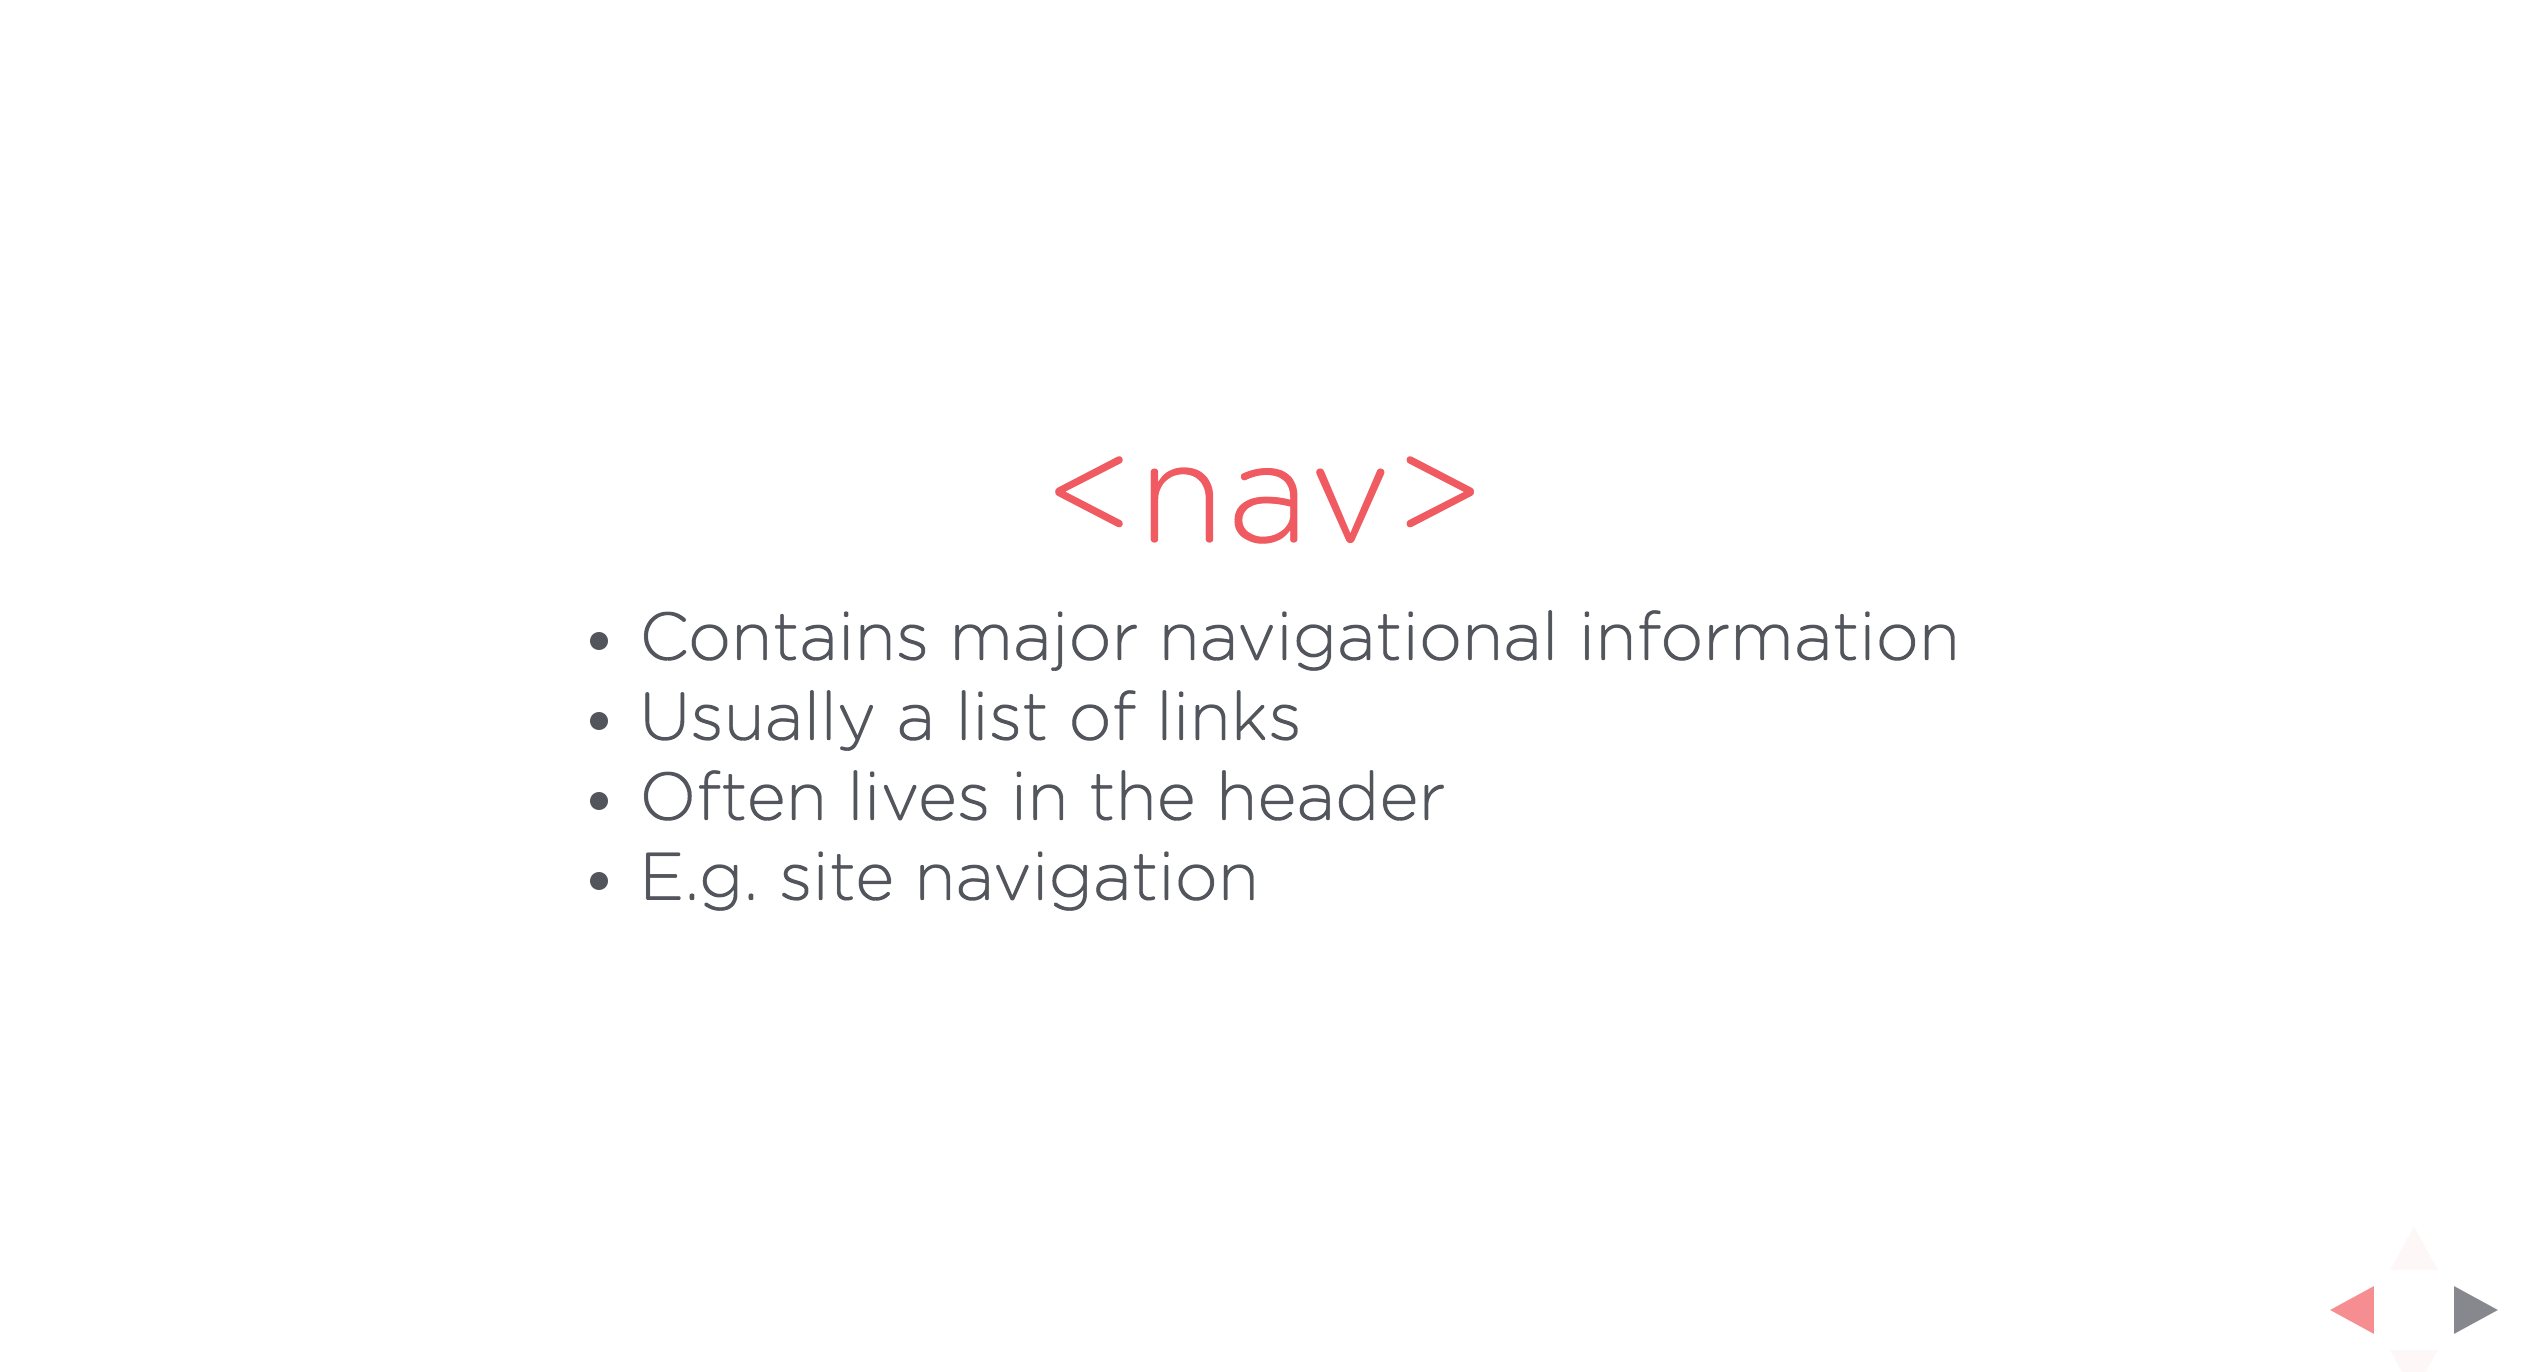 <nav>
• Contains major navigational information
• Usually a list of links
• Often lives in the header
• E.g. site navigation